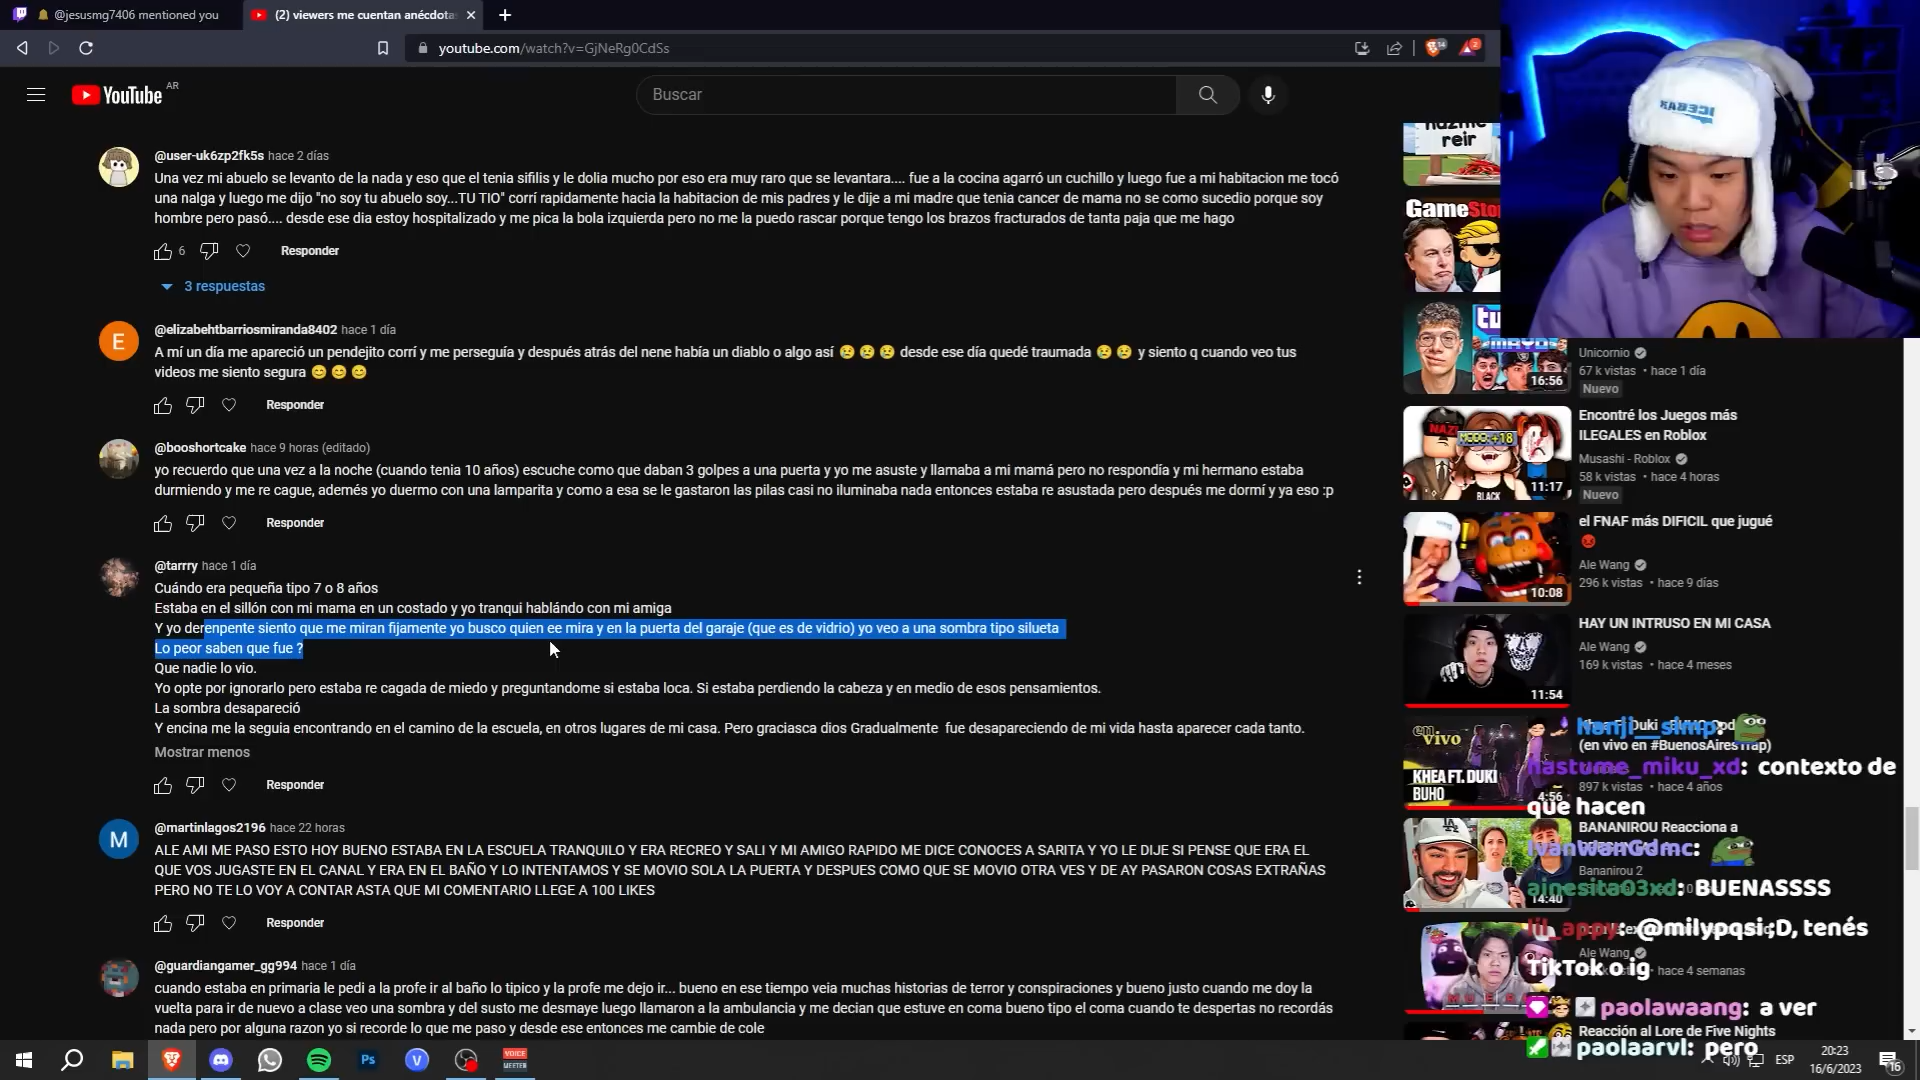 @jesusmg7406 mentioned you
(2) viewers me cuentan anécdotas
youtube.com/watch?v=GjNeRg0CdSs
14
2
YouTube AR
Buscar
ICEBEAR
@user-uk6zp2fk5s hace 2 días
Una vez mi abuelo se levanto de la nada y eso que el tenia sifilis y le dolia mucho por eso era muy raro que se levantara.... fue a la cocina agarró un cuchillo y luego fue a mi habitacion me tocó
una nalga y luego me dijo "no soy tu abuelo soy...TU TIO" corrí rapidamente hacia la habitacion de mis padres y le dije a mi madre que tenia cancer de mama no se como sucedio porque soy
hombre pero pasó.... desde ese dia estoy hospitalizado y me pica la bola izquierda pero no me la puedo rascar porque tengo los brazos fracturados de tanta paja que me hago
6 Responder
3 respuestas
E
@elizabehtbarriosmiranda8402 hace 1 día
A mí un día me apareció un pendejito corrí y me perseguía y después atrás del nene había un diablo o algo así 😢 😢 😢 desde ese día quedé traumada 😢 😢 y siento q cuando veo tus
videos me siento segura 😊 😊 😊
Responder
@booshortcake hace 9 horas (editado)
yo recuerdo que una vez a la noche (cuando tenia 10 años) escuche como que daban 3 golpes a una puerta y yo me asuste y llamaba a mi mamá pero no respondía y mi hermano estaba
durmiendo y me re cague, ademés yo duermo con una lamparita y como a esa se le gastaron las pilas casi no iluminaba nada entonces estaba re asustada pero después me dormí y ya eso :p
Responder
@tarrry hace 1 día
Cuándo era pequeña tipo 7 o 8 años
Estaba en el sillón con mi mama en un costado y yo tranqui hablándo con mi amiga
Y yo derenpente siento que me miran fijamente yo busco quien ee mira y en la puerta del garaje (que es de vidrio) yo veo a una sombra tipo silueta
Lo peor saben que fue ?
Que nadie lo vio.
Yo opte por ignorarlo pero estaba re cagada de miedo y preguntandome si estaba loca. Si estaba perdiendo la cabeza y en medio de esos pensamientos.
La sombra desapareció
Y encina me la seguia encontrando en el camino de la escuela, en otros lugares de mi casa. Pero graciasca dios Gradualmente fue desapareciendo de mi vida hasta aparecer cada tanto.
Mostrar menos
Responder
M
@martinlagos2196 hace 22 horas
ALE AMI ME PASO ESTO HOY BUENO ESTABA EN LA ESCUELA TRANQUILO Y ERA RECREO Y SALI Y MI AMIGO RAPIDO ME DICE CONOCES A SARITA Y YO LE DIJE SI PENSE QUE ERA EL
QUE VOS JUGASTE EN EL CANAL Y ERA EN EL BAÑO Y LO INTENTAMOS Y SE MOVIO SOLA LA PUERTA Y DESPUES COMO QUE SE MOVIO OTRA VES Y DE AY PASARON COSAS EXTRAÑAS
PERO NO TE LO VOY A CONTAR ASTA QUE MI COMENTARIO LLEGE A 100 LIKES
Responder
@guardiangamer_gg994 hace 1 día
cuando estaba en primaria le pedi a la profe ir al baño lo tipico y la profe me dejo ir... bueno en ese tiempo veia muchas historias de terror y conspiraciones y bueno justo cuando me doy la
vuelta para ir de nuevo a clase veo una sombra y del susto me desmaye luego llamaron a la ambulancia y me decian que estuve en coma bueno tipo el coma cuando te despertas no recordás
nada pero por alguna razon yo si recorde lo que me paso y desde ese entonces me cambie de cole
reir
16:56
Unicornio
67 k vistas • hace 1 día
Nuevo
MODO: +18
BLACK
11:17
Encontré los Juegos más
ILEGALES en Roblox
Musashi - Roblox
58 k vistas • hace 4 horas
Nuevo
10:08
el FNAF más DIFICIL que jugué
😡
Ale Wang
296 k vistas • hace 9 días
11:54
HAY UN INTRUSO EN MI CASA
Ale Wang
169 k vistas • hace 4 meses
en vivo
KHEA FT. DUKI
BUHO
4:56
(en vivo en #BuenosAiresTrap)
897 k vistas • hace 4 años
14:40
BANANIROU Reacciona a
Bananirou 2
Ale Wang
hace 4 semanas
Reacción al Lore de Five Nights
hanji__simp:
hastume_miku_xd: contexto de
que hacen
IvanWanGdmc:
ainesita03xd: BUENASSSS
lil_appy: @milypqsi ;D, tenés
TikTok o ig
paolawaang: a ver
paolaarvl: pero
Ps
V
VOICE
MEETER
ESP
20:23
16/6/2023
16